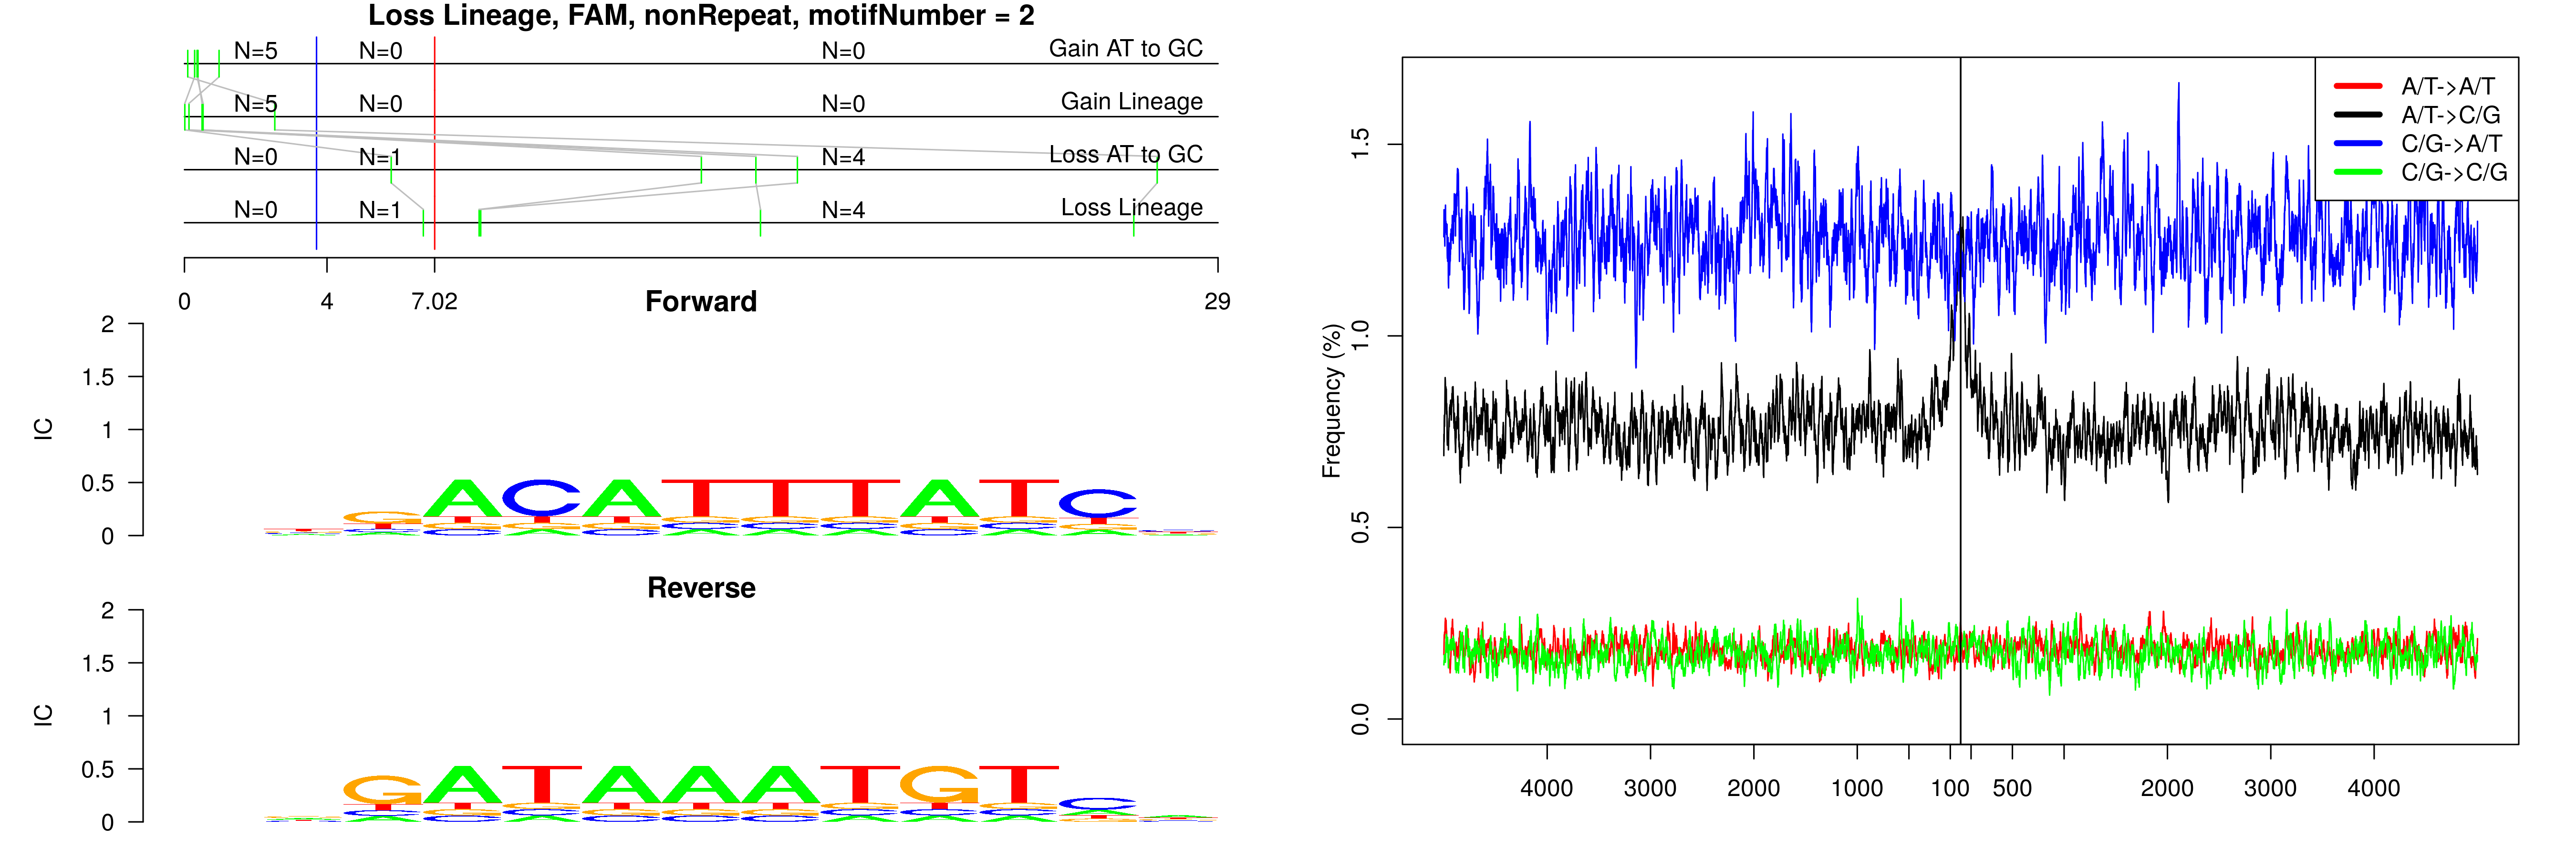 Loss Lineage, FAM, nonRepeat, motifNumber = 2
N=5 N=0 N=0 Gain AT to GC
N=5 N=0 N=0 Gain Lineage
N=0 N=1 N=4 Loss AT to GC
N=0 N=1 N=4 Loss Lineage
0 4 7.02 29
Forward
2
1.5
1
0.5
0
IC
GACATTTATC
Reverse
2
1.5
1
0.5
0
IC
GATAAATGTC
A/T->A/T
A/T->C/G
C/G->A/T
C/G->C/G
Frequency (%)
1.5
1.0
0.5
0.0
4000 3000 2000 1000 100 500 2000 3000 4000